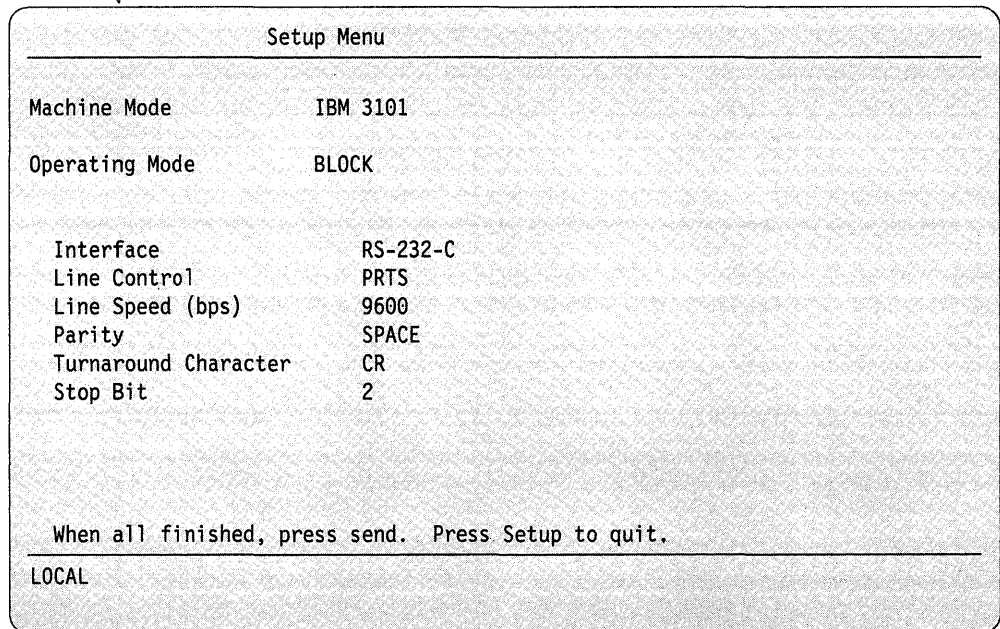 Setup Menu
Machine Mode IBM 3101
Operating Mode BLOCK
Interface RS-232-C
Line Control PRTS
Line Speed (bps) 9600
Parity SPACE
Turnaround Character CR
Stop Bit 2
When all finished, press send. Press Setup to quit.
LOCAL